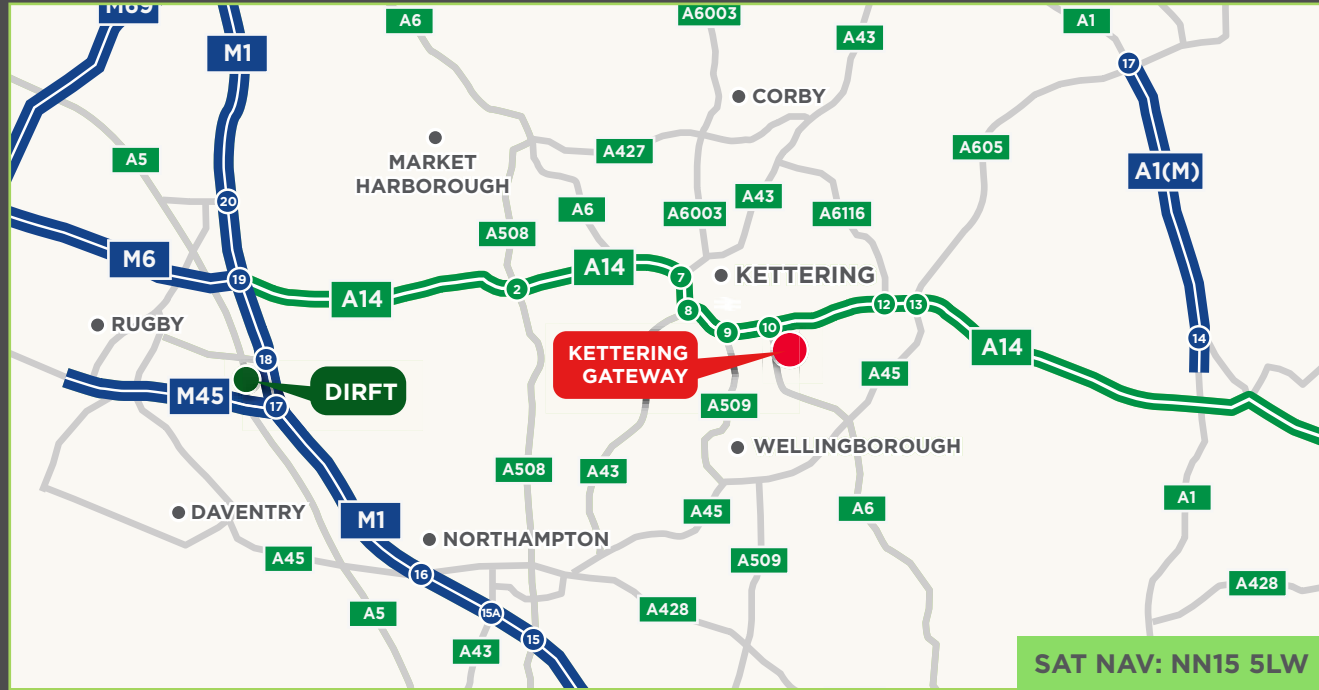 M69
A6
A6003
A43
A1
M1
17
CORBY
A5
MARKET
HARBOROUGH
A427
A605
A1(M)
20
A6
A6003
A43
A6116
A508
M6
19
A14
2
A14
7
KETTERING
8
9
10
12
13
A14
14
RUGBY
18
KETTERING
GATEWAY
M45
DIRFT
17
A45
A509
WELLINGBOROUGH
A508
A43
A1
DAVENTRY
M1
NORTHAMPTON
A45
A6
A45
16
A509
A428
A5
15A
15
A428
A43
SAT NAV: NN15 5LW